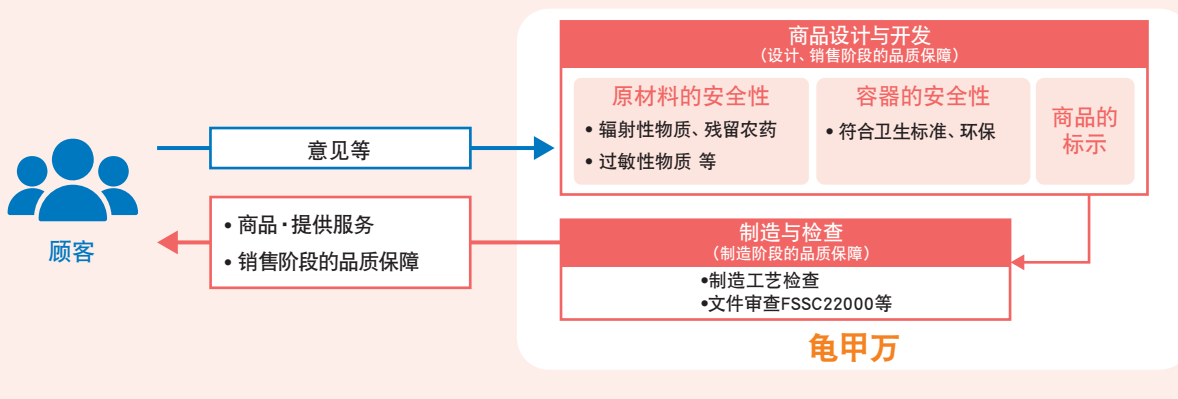 商品设计与开发
（设计、销售阶段的品质保障）
原材料的安全性
• 辐射性物质、残留农药
• 过敏性物质 等
容器的安全性
• 符合卫生标准、环保
商品的
标示
意见等
顾客
• 商品·提供服务
• 销售阶段的品质保障
制造与检查
（制造阶段的品质保障）
•制造工艺检查
•文件审查FSSC22000等
龟甲万